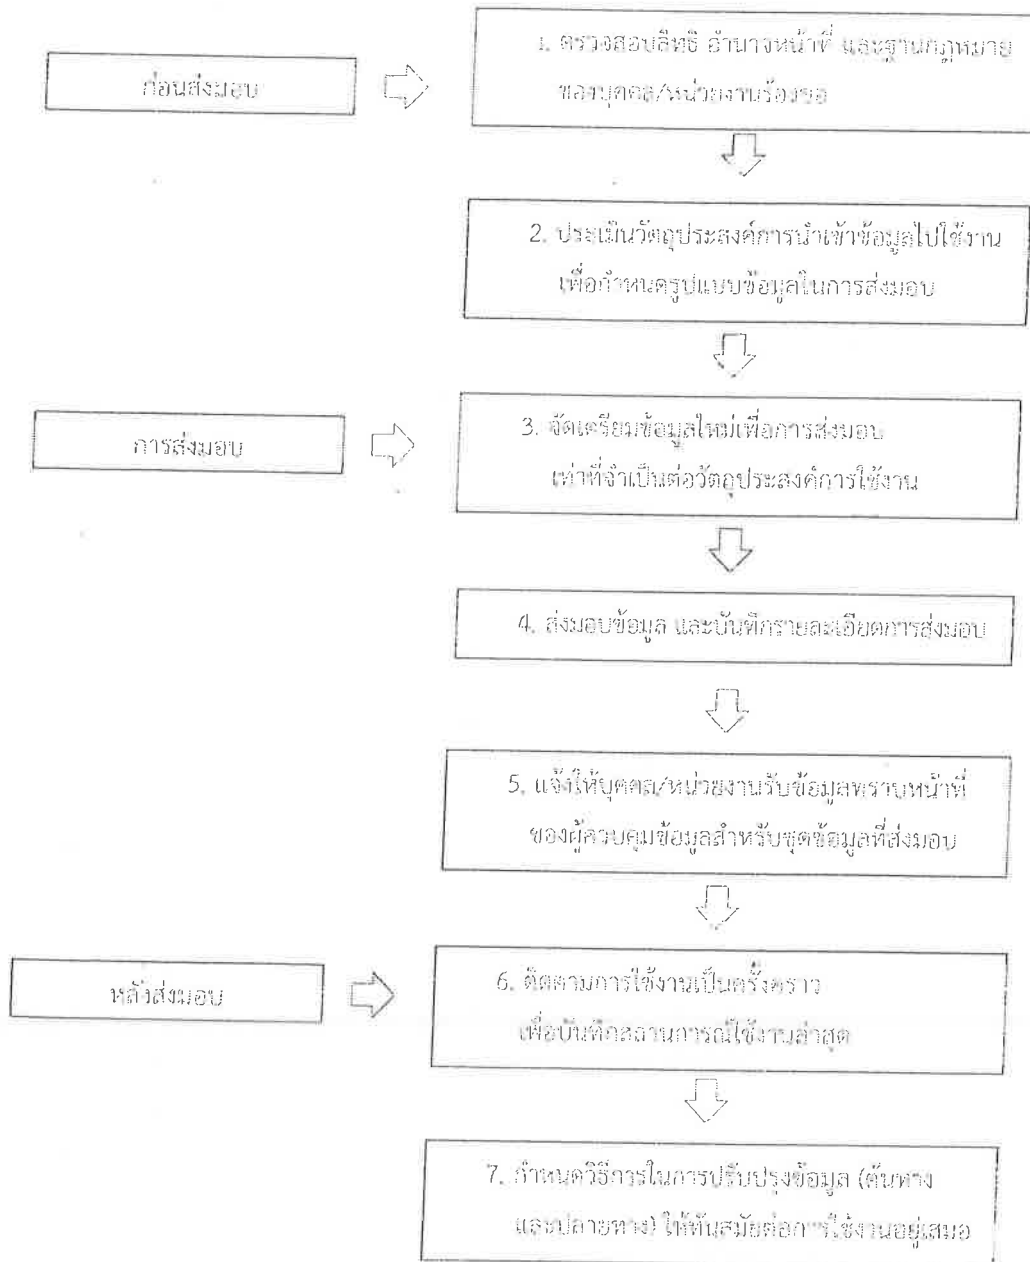 ก่อนส่งมอบ
1. ตรวจสอบสิทธิ อำนาจหน้าที่ และฐานกฎหมาย
ของบุคคล/หน่วยงานร้องขอ
2. ประเมินวัตถุประสงค์การนำเข้าข้อมูลไปใช้งาน
เพื่อกำหนดรูปแบบข้อมูลในการส่งมอบ
การส่งมอบ
3. จัดเตรียมข้อมูลใหม่เพื่อการส่งมอบ
เท่าที่จำเป็นต่อวัตถุประสงค์การใช้งาน
4. ส่งมอบข้อมูล และบันทึกรายละเอียดการส่งมอบ
5. แจ้งให้บุคคล/หน่วยงานรับข้อมูลทราบหน้าที่
ของผู้ควบคุมข้อมูลสำหรับชุดข้อมูลที่ส่งมอบ
หลังส่งมอบ
6. ติดตามการใช้งานเป็นครั้งคราว
เพื่อบันทึกสถานการณ์ใช้งานล่าสุด
7. กำหนดวิธีการในการปรับปรุงข้อมูล (ต้นทาง
และปลายทาง) ให้ทันสมัยต่อการใช้งานอยู่เสมอ